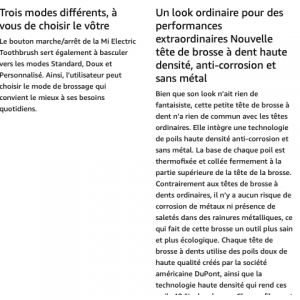 Trois modes différents, à
vous de choisir le vôtre
Le bouton marche/arrêt de la Mi Electric
Toothbrush sert également à basculer
vers les modes Standard, Doux et
Personnalisé. Ainsi, l'utilisateur peut
choisir le mode de brossage qui
convient le mieux à ses besoins
quotidiens.
Un look ordinaire pour des
performances
extraordinaires Nouvelle
tête de brosse à dent haute
densité, anti-corrosion et
sans métal
Bien que son look n'ait rien de
fantaisiste, cette petite tête de brosse à
dent n'a rien de commun avec les têtes
ordinaires. Elle intègre une technologie
de poils haute densité anti-corrosion et
sans métal. La base de chaque poil est
thermofixée et collée fermement à la
partie supérieure de la tête de la brosse.
Contrairement aux têtes de brosse à
dents ordinaires, il n'y a aucun risque de
corrosion de métaux ni présence de
saletés dans des rainures métalliques, ce
qui fait de cette brosse un outil plus sain
et plus écologique. Chaque tête de
brosse à dents utilise des poils doux de
haute qualité créés par la société
américaine DuPont, ainsi que la
technologie haute densité qui rend ces